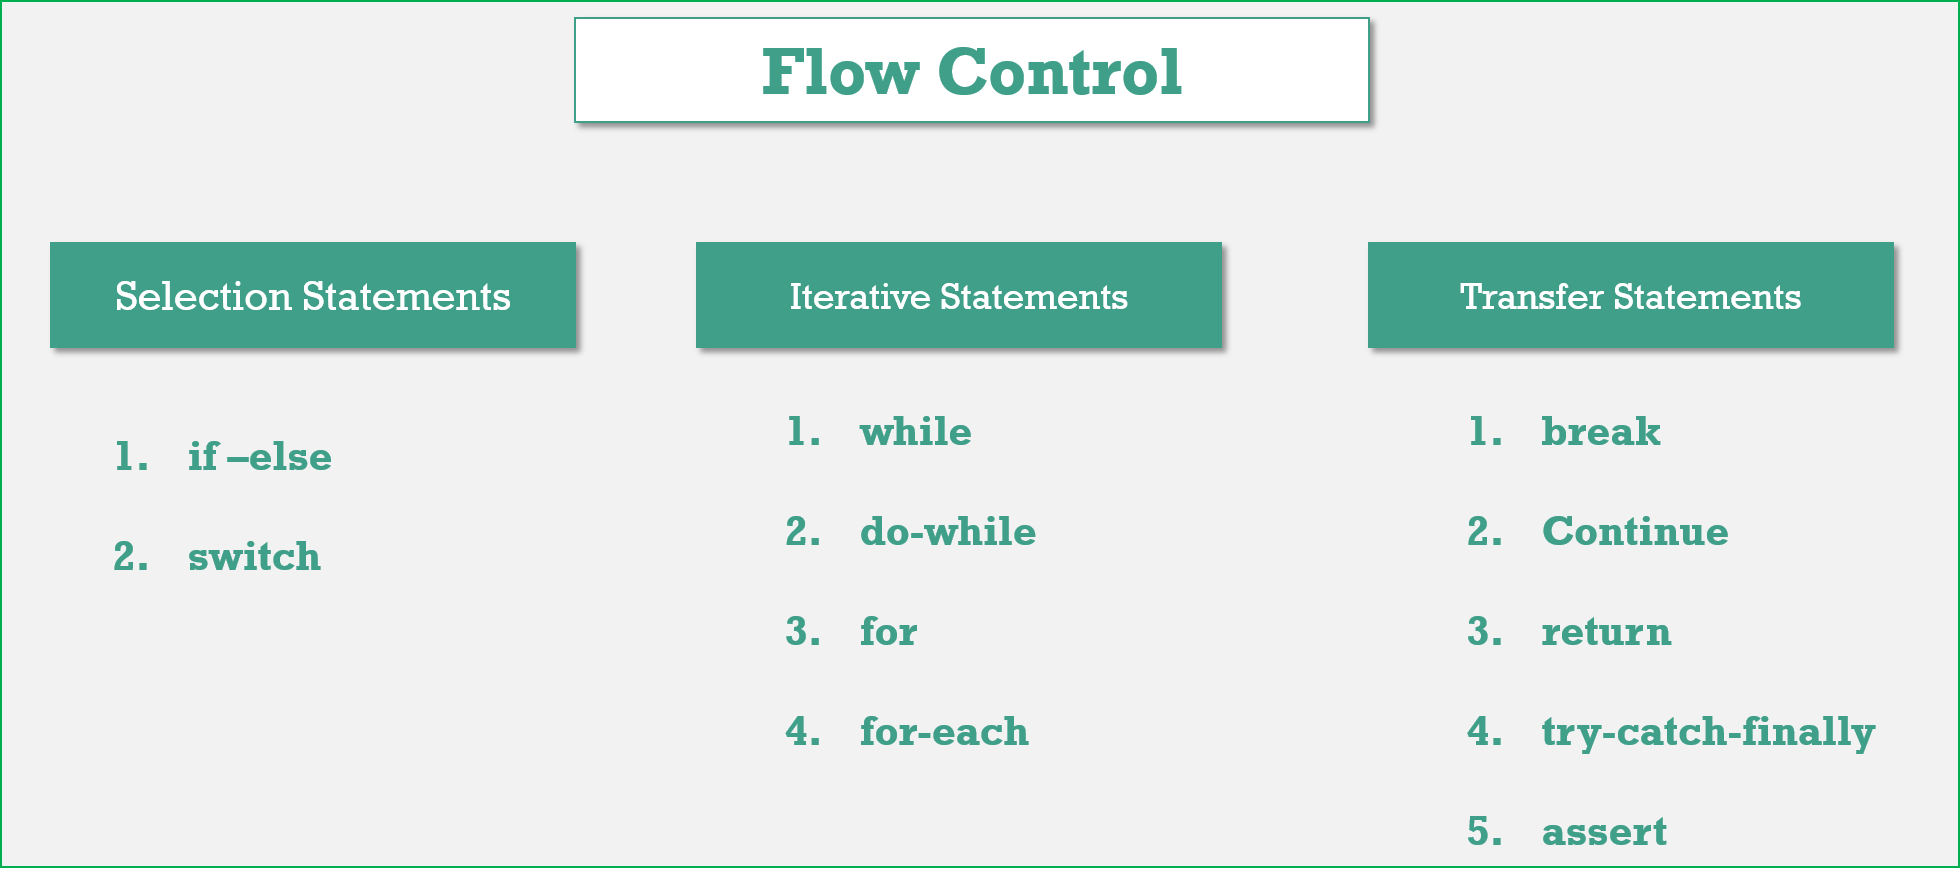 Flow Control
Selection Statements
1. if –else
2. switch
Iterative Statements
1. while
2. do-while
3. for
4. for-each
Transfer Statements
1. break
2. Continue
3. return
4. try-catch-finally
5. assert